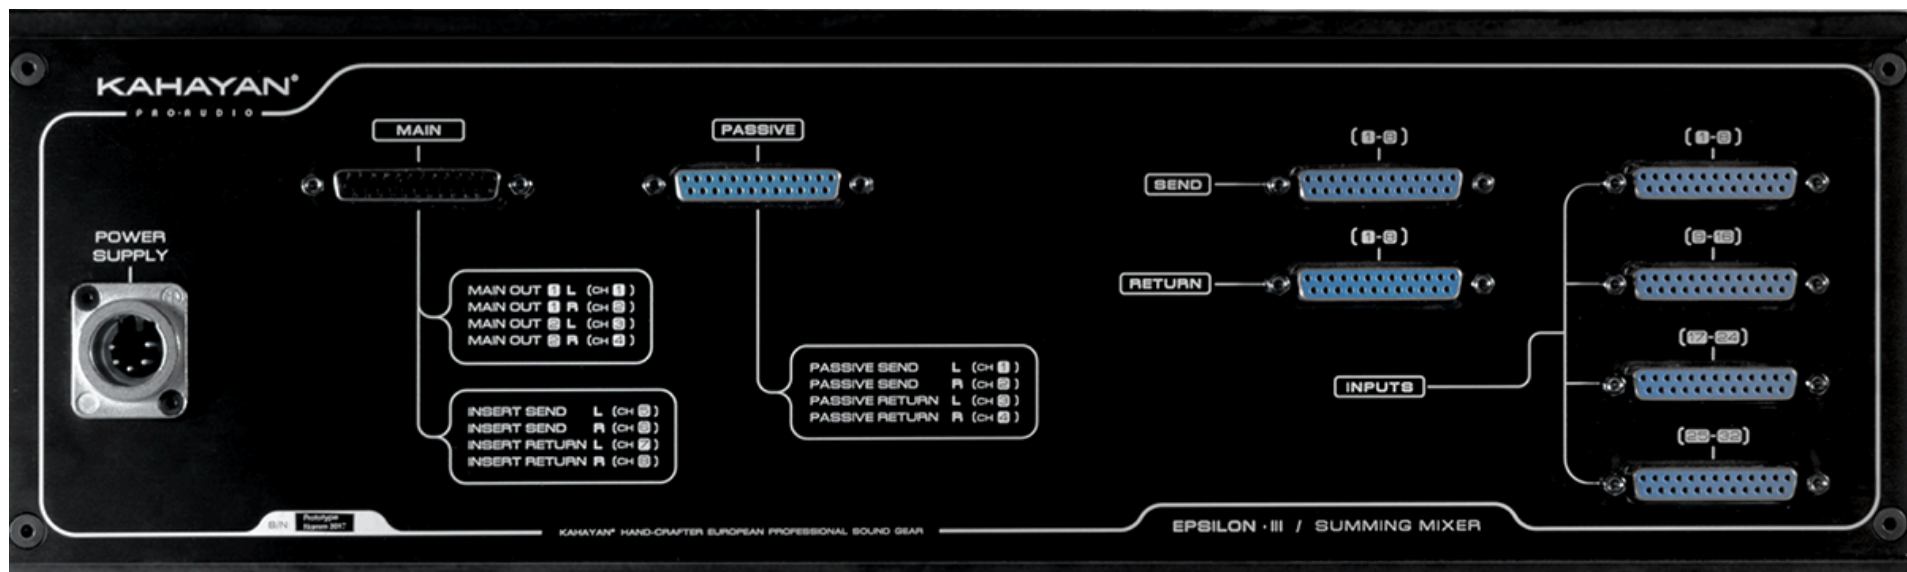 KAHAYAN®
PRO-AUDIO
MAIN
PASSIVE
(1-8)
(1-8)
SEND
(1-8)
(9-16)
POWER
SUPPLY
RETURN
MAIN OUT 1 L (CH 1)
MAIN OUT 1 R (CH 2)
MAIN OUT 2 L (CH 3)
MAIN OUT 2 R (CH 4)
(17-24)
PASSIVE SEND L (CH 1)
PASSIVE SEND R (CH 2)
PASSIVE RETURN L (CH 3)
PASSIVE RETURN R (CH 4)
INPUTS
INSERT SEND L (CH 5)
INSERT SEND R (CH 6)
INSERT RETURN L (CH 7)
INSERT RETURN R (CH 8)
(25-32)
S/N:
Prototype
2017
KAHAYAN® HAND-CRAFTER EUROPEAN PROFESSIONAL SOUND GEAR
EPSILON · III / SUMMING MIXER